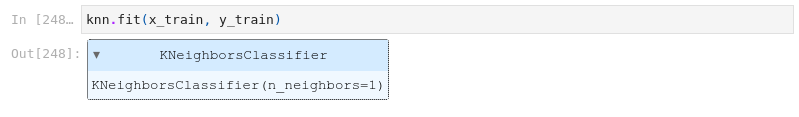 In [248… knn.fit(x_train, y_train)
Out[248]: ▼ KNeighborsClassifier
KNeighborsClassifier(n_neighbors=1)